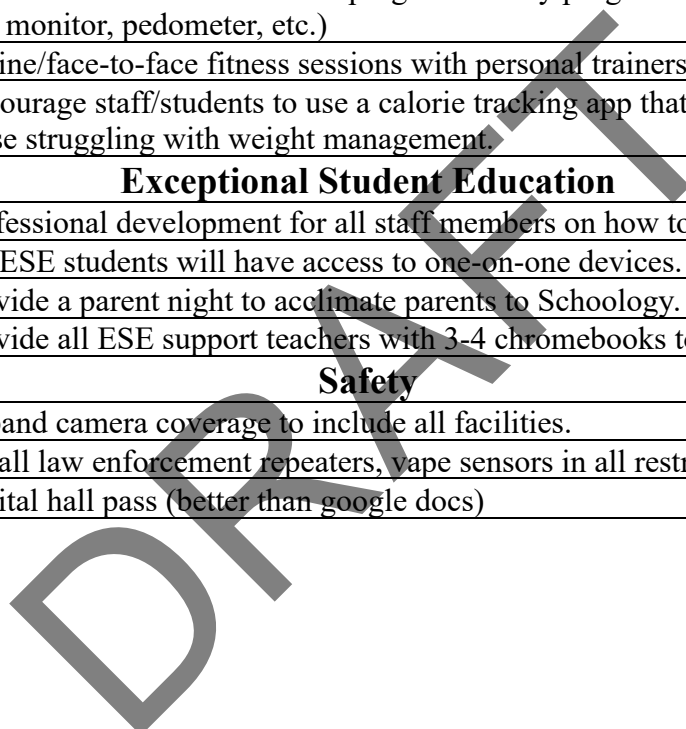 monitor, pedometer, etc.)
ine/face-to-face fitness sessions with personal trainers
ourage staff/students to use a calorie tracking app that
se struggling with weight management.
Exceptional Student Education
fessional development for all staff members on how to
ESE students will have access to one-on-one devices.
vide a parent night to acclimate parents to Schoology.
vide all ESE support teachers with 3-4 chromebooks to
Safety
and camera coverage to include all facilities.
all law enforcement repeaters, vape sensors in all restr
ital hall pass (better than google docs)
DRAFT